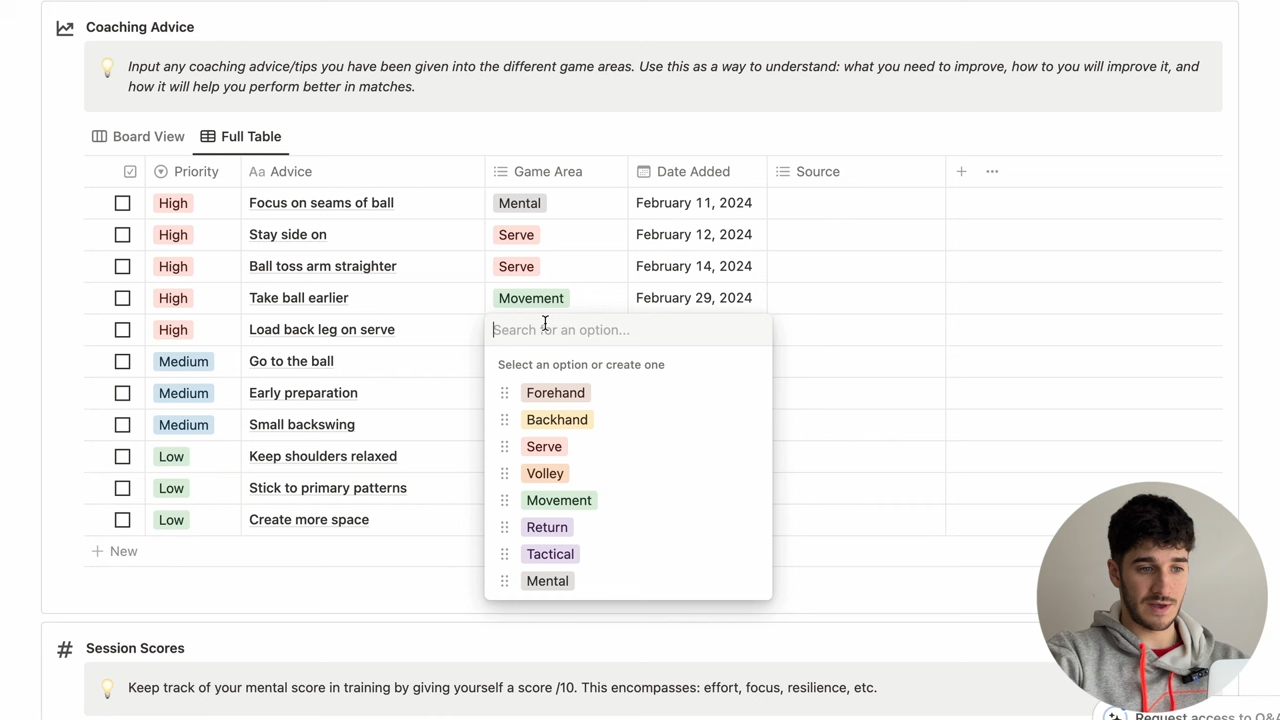 Coaching Advice
Input any coaching advice/tips you have been given into the different game areas. Use this as a way to understand: what you need to improve, how to you will improve it, and
how it will help you perform better in matches.
Board View Full Table
Priority Aa Advice Game Area Date Added Source
High Focus on seams of ball Mental February 11, 2024
High Stay side on Serve February 12, 2024
High Ball toss arm straighter Serve February 14, 2024
High Take ball earlier Movement February 29, 2024
High Load back leg on serve Search for an option...
Medium Go to the ball Select an option or create one
Medium Early preparation Forehand
Medium Small backswing Backhand
Low Keep shoulders relaxed Serve
Low Stick to primary patterns Volley
Low Create more space Movement
Return
+ New Tactical
Mental
# Session Scores
Keep track of your mental score in training by giving yourself a score /10. This encompasses: effort, focus, resilience, etc.
Request access to Q&A